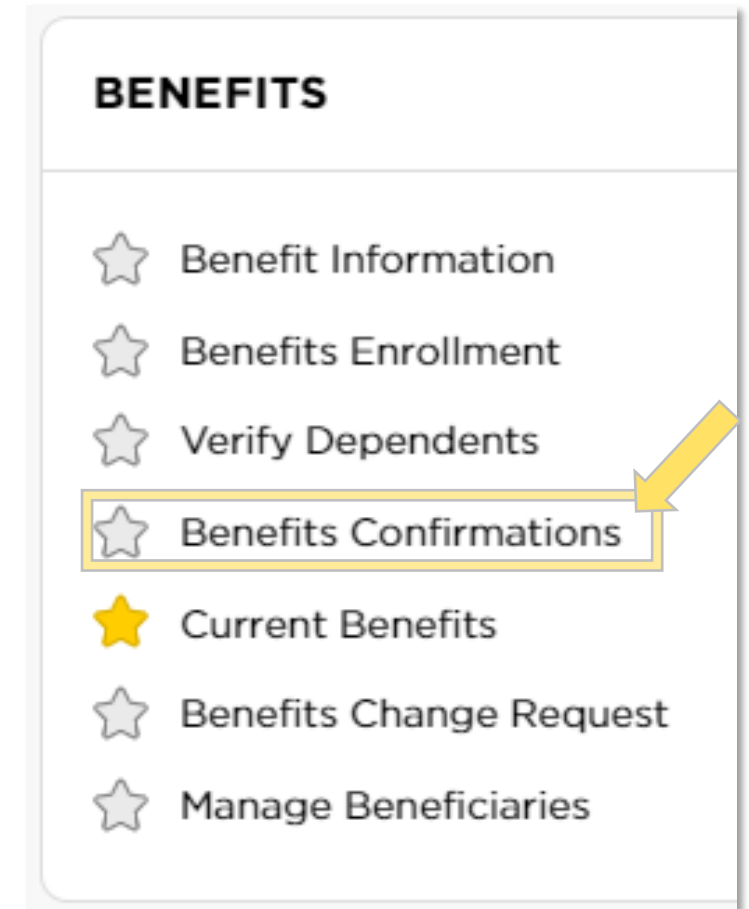 BENEFITS
Benefit Information
Benefits Enrollment
Verify Dependents
Benefits Confirmations
Current Benefits
Benefits Change Request
Manage Beneficiaries